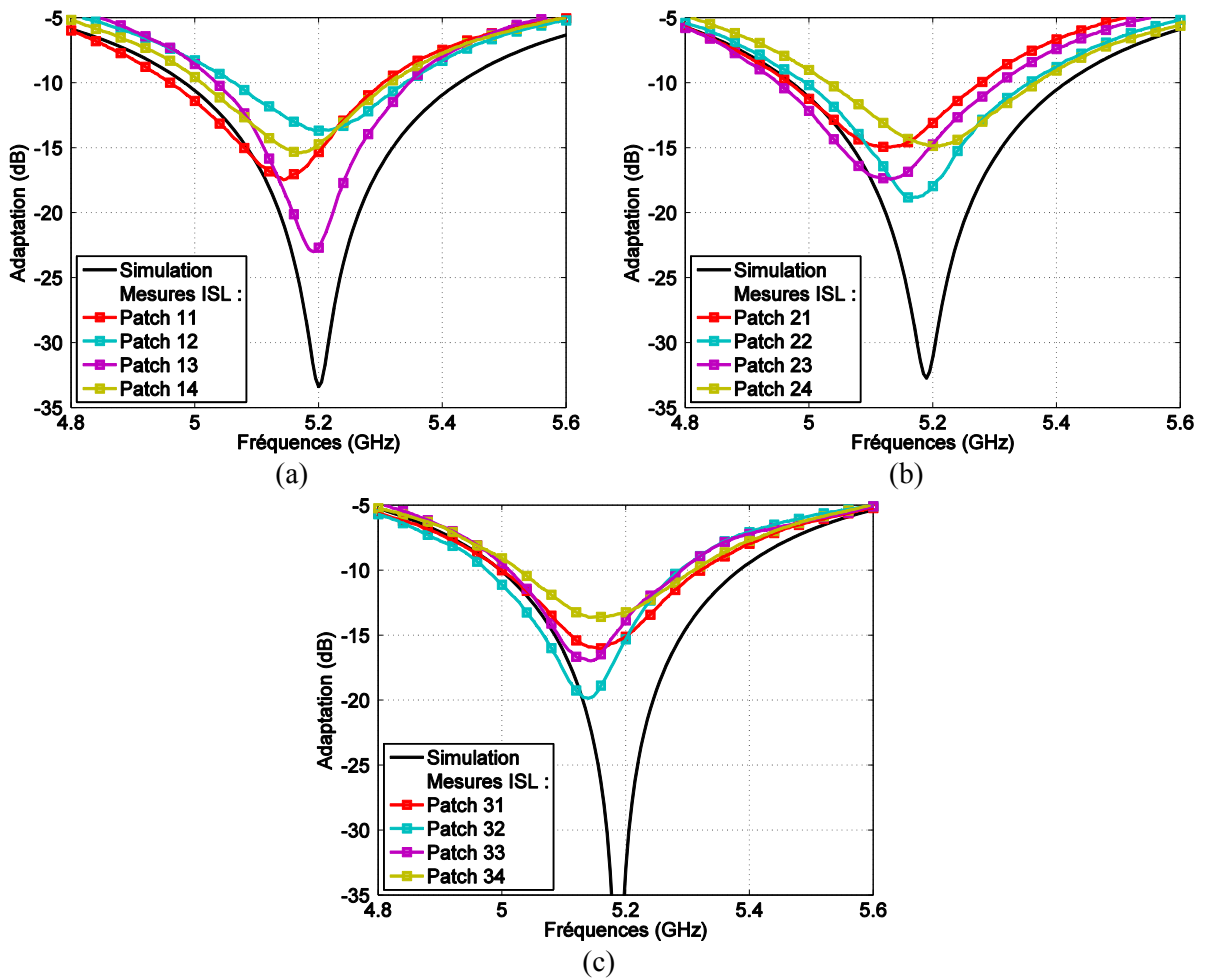 -5
-10
-15
-20
-25
-30
-35
Adaptation (dB)
Simulation
Mesures ISL :
Patch 11
Patch 12
Patch 13
Patch 14
4.8 5 5.2 5.4 5.6
Fréquences (GHz)
(a)
-5
-10
-15
-20
-25
-30
-35
Adaptation (dB)
Simulation
Mesures ISL :
Patch 21
Patch 22
Patch 23
Patch 24
4.8 5 5.2 5.4 5.6
Fréquences (GHz)
(b)
-5
-10
-15
-20
-25
-30
-35
Adaptation (dB)
Simulation
Mesures ISL :
Patch 31
Patch 32
Patch 33
Patch 34
4.8 5 5.2 5.4 5.6
Fréquences (GHz)
(c)